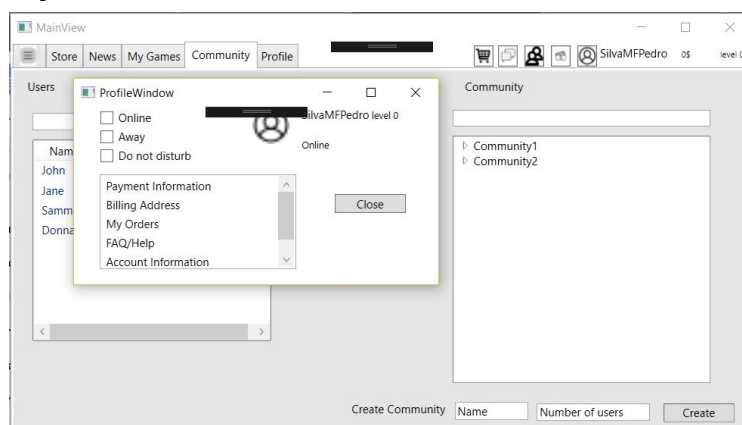 MainView
Store News My Games Community Profile
SilvaMFPedro 0$ level 0
Users
Community
ProfileWindow
Online
Away
Do not disturb
SilvaMFPedro level 0
Online
Payment Information
Billing Address
My Orders
FAQ/Help
Account Information
Close
John
Jane
Community1
Community2
Create Community Name Number of users Create